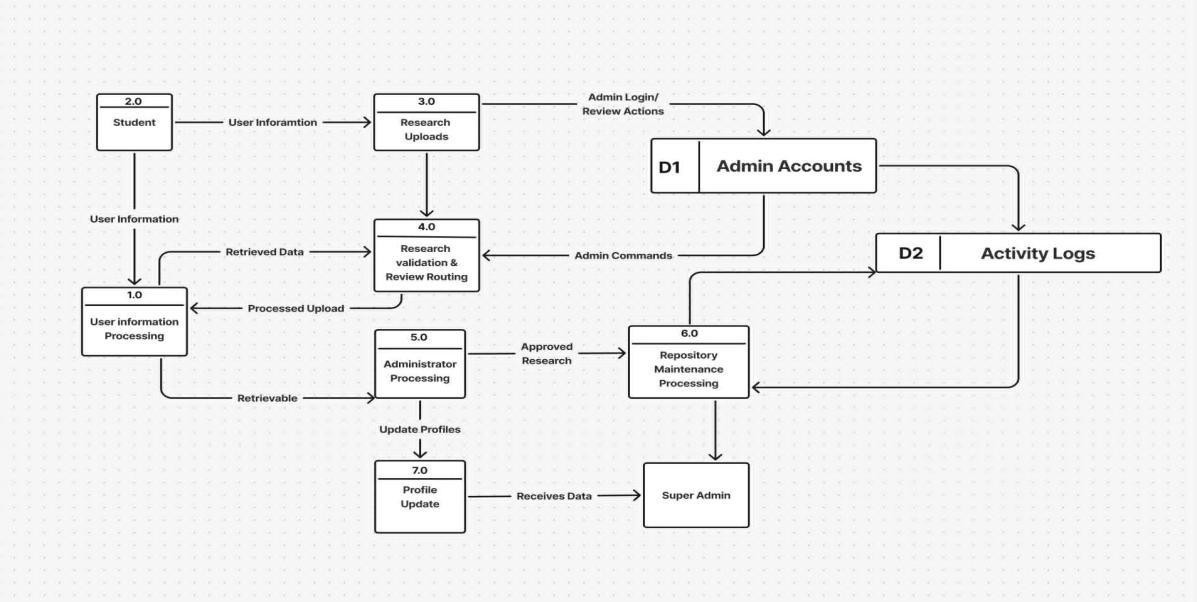 2.0
Student
User Inforamtion
3.0
Research
Uploads
Admin Login/
Review Actions
D1
Admin Accounts
User Information
Retrieved Data
4.0
Research
validation &
Review Routing
Admin Commands
D2
Activity Logs
1.0
User information
Processing
Processed Upload
5.0
Administrator
Processing
Approved
Research
6.0
Repository
Maintenance
Processing
Retrievable
Update Profiles
7.0
Profile
Update
Receives Data
Super Admin